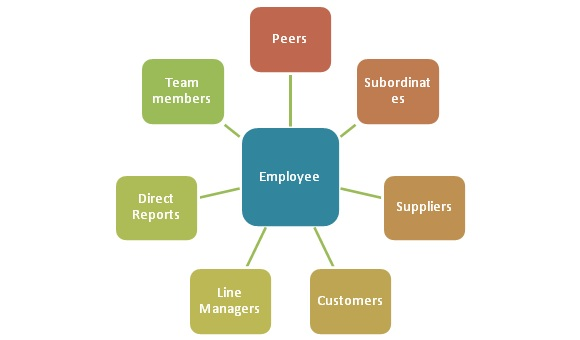 Peers
Team
members
Subordinat
es
Employee
Direct
Reports
Suppliers
Line
Managers
Customers